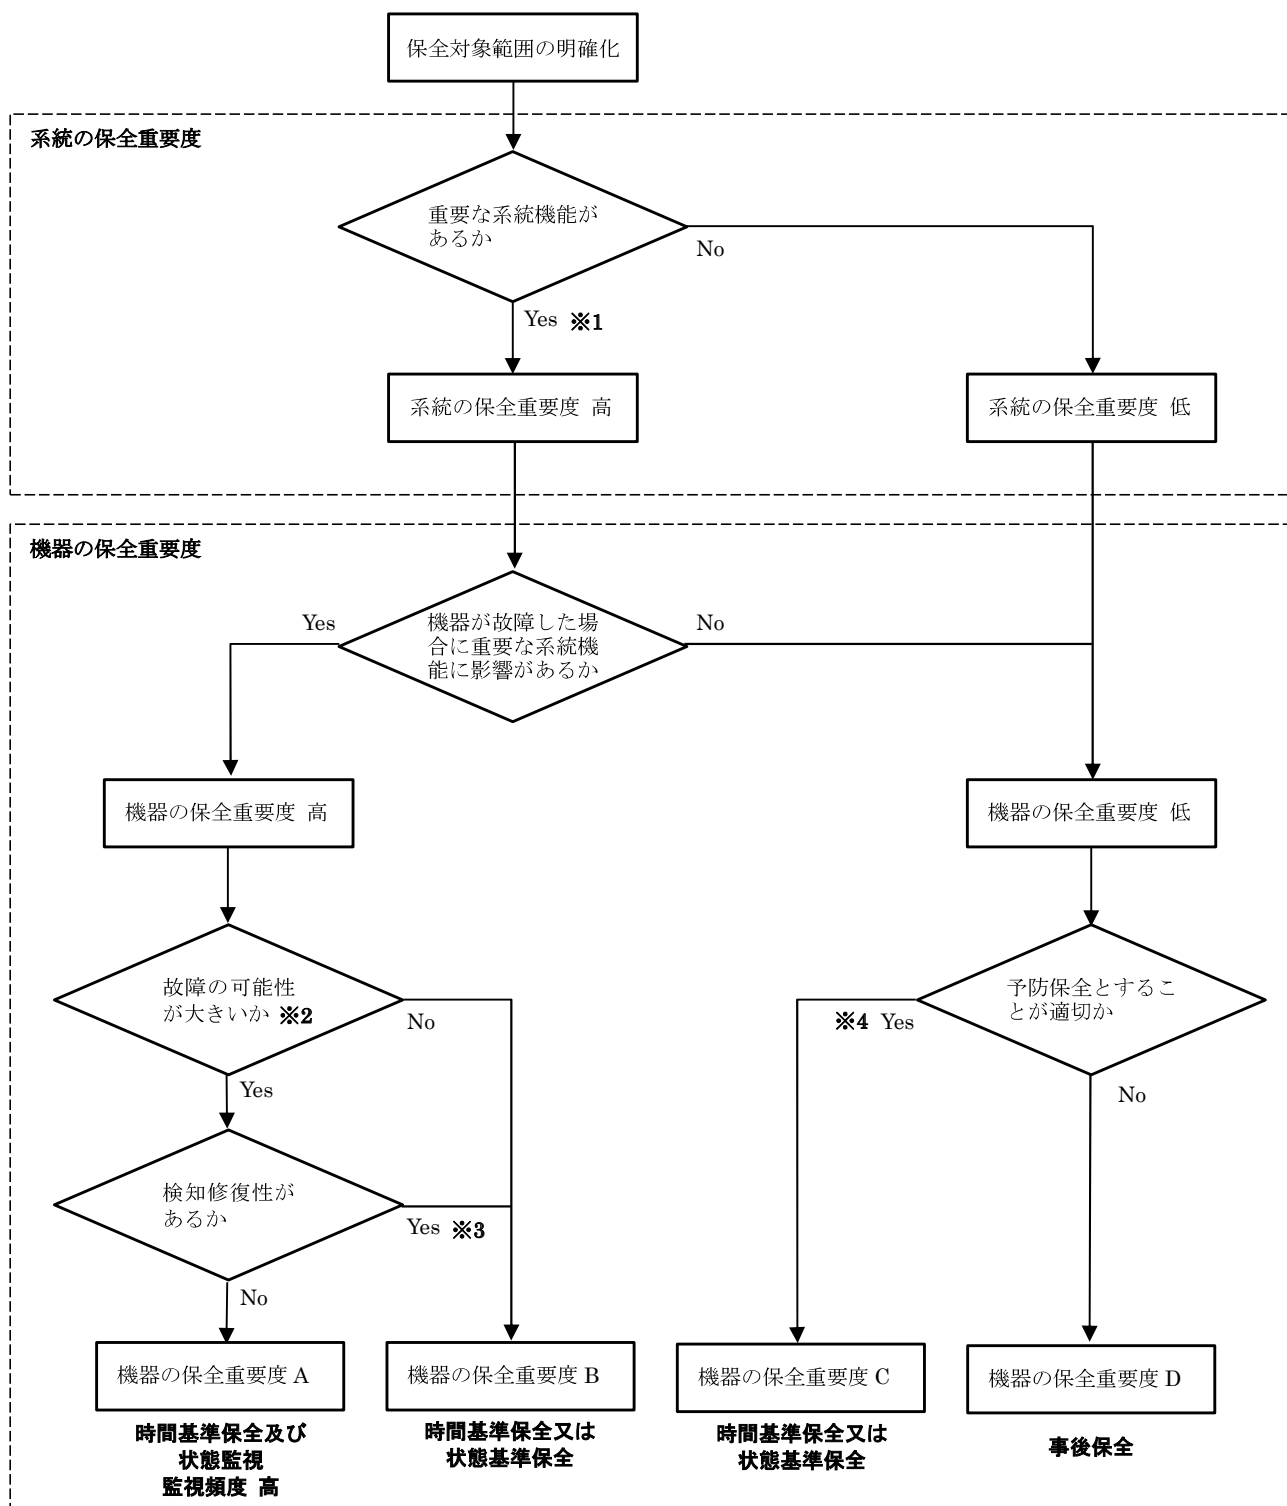 保全対象範囲の明確化
系統の保全重要度
重要な系統機能が
あるか
No
Yes ※1
系統の保全重要度 高
系統の保全重要度 低
機器の保全重要度
Yes
機器が故障した場
合に重要な系統機
能に影響があるか
No
機器の保全重要度 高
機器の保全重要度 低
故障の可能性
が大きいか ※2
No
予防保全とするこ
とが適切か
※4 Yes
Yes
No
検知修復性が
あるか
Yes ※3
No
機器の保全重要度 A
機器の保全重要度 B
機器の保全重要度 C
機器の保全重要度 D
時間基準保全及び
状態監視
監視頻度 高
時間基準保全又は
状態基準保全
時間基準保全又は
状態基準保全
事後保全